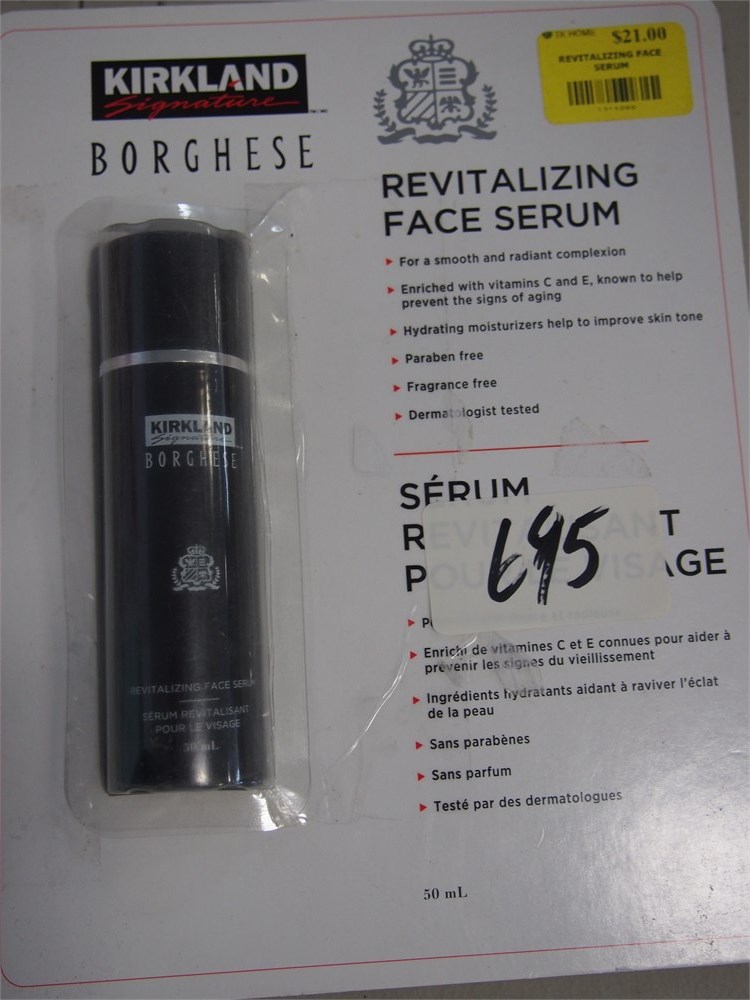 KIRKLAND
Signature
BORGHESE
$21.00
REVITALIZING FACE
SERUM
REVITALIZING
FACE SERUM
For a smooth and radiant complexion
Enriched with vitamins C and E, known to help
prevent the signs of aging
Hydrating moisturizers help to improve skin tone
Paraben free
Fragrance free
Dermatologist tested
SÉRUM
REVITALISANT
POUR LE VISAGE
695
Enrichi de vitamines C et E connues pour aider à
prévenir les signes du vieillissement
Ingrédients hydratants aidant à raviver l'éclat
de la peau
Sans parabènes
Sans parfum
Testé par des dermatologues
50 mL
KIRKLAND
Signature
BORGHESE
REVITALIZING FACE SERUM
SÉRUM REVITALISANT
POUR LE VISAGE
50 mL